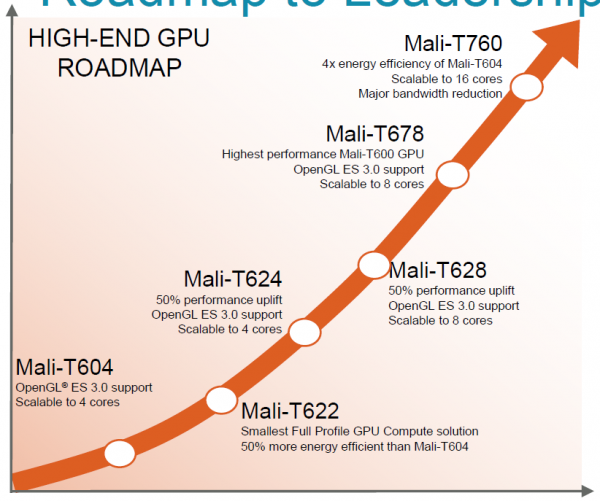 Roadmap to Leadership
HIGH-END GPU
ROADMAP
Mali-T760
4x energy efficiency of Mali-T604
Scalable to 16 cores
Major bandwidth reduction
Mali-T678
Highest performance Mali-T600 GPU
OpenGL ES 3.0 support
Scalable to 8 cores
Mali-T624
50% performance uplift
OpenGL ES 3.0 support
Scalable to 4 cores
Mali-T628
50% performance uplift
OpenGL ES 3.0 support
Scalable to 8 cores
Mali-T604
OpenGL® ES 3.0 support
Scalable to 4 cores
Mali-T622
Smallest Full Profile GPU Compute solution
50% more energy efficient than Mali-T604